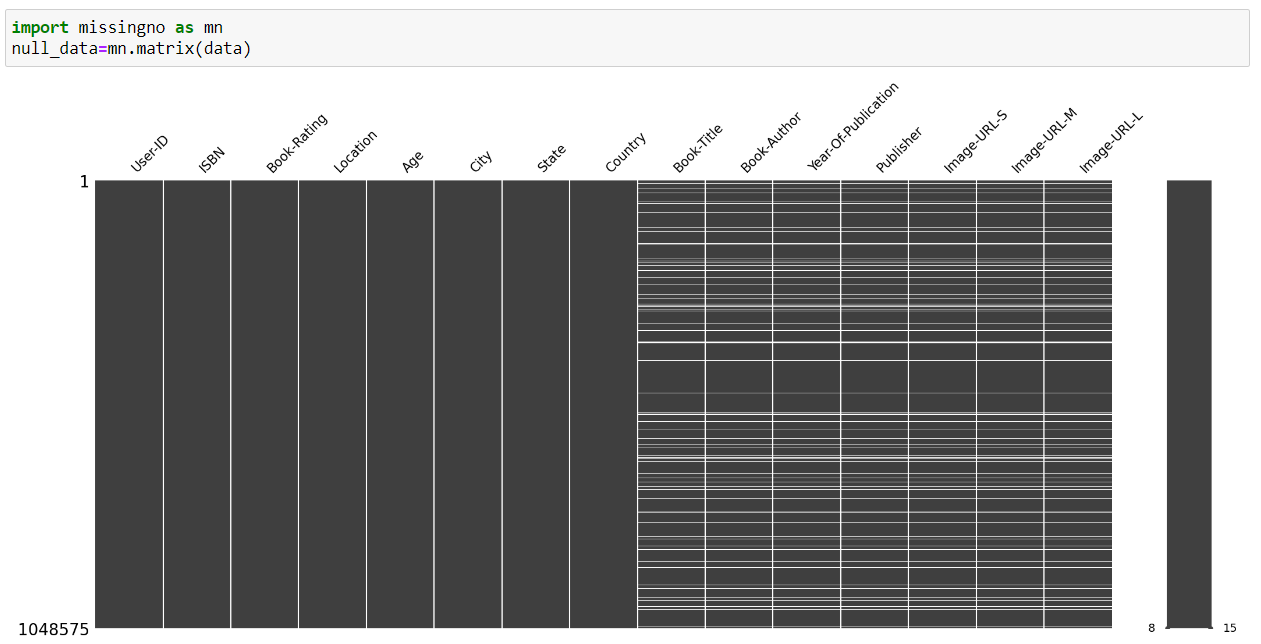 import missingno as mn
null_data=mn.matrix(data)
User-ID
ISBN
Book-Rating
Location
Age
City
State
Country
Book-Title
Book-Author
Year-Of-Publication
Publisher
Image-URL-S
Image-URL-M
Image-URL-L
1
1048575
8
15